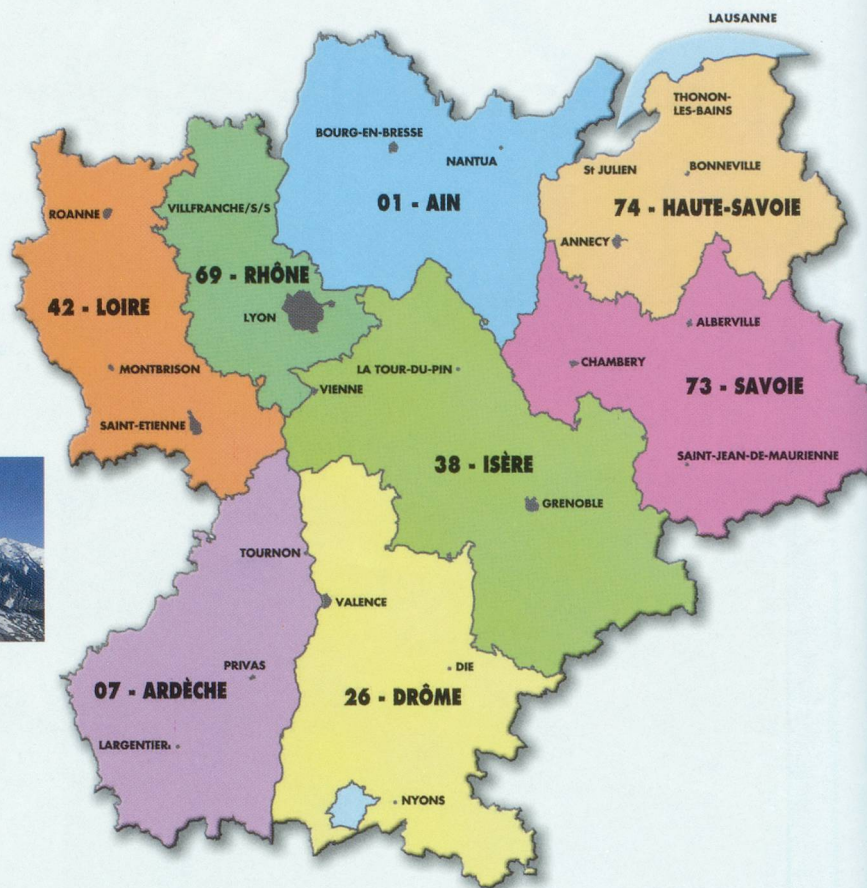 LAUSANNE
THONON-
LES-BAINS
BOURG-EN-BRESSE
NANTUA
St JULIEN
BONNEVILLE
01 - AIN
74 - HAUTE-SAVOIE
ROANNE
VILLFRANCHE/S/S
ANNECY
69 - RHÔNE
42 - LOIRE
LYON
ALBERVILLE
MONTBRISON
LA TOUR-DU-PIN
CHAMBERY
VIENNE
73 - SAVOIE
SAINT-ETIENNE
38 - ISÈRE
SAINT-JEAN-DE-MAURIENNE
GRENOBLE
TOURNON
VALENCE
PRIVAS
DIE
07 - ARDÈCHE
26 - DRÔME
LARGENTIER
NYONS